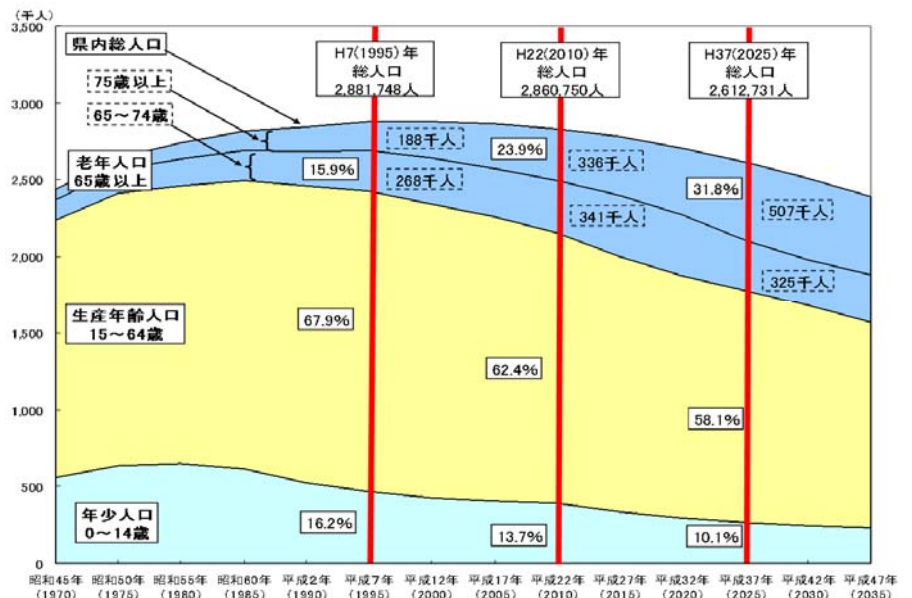 (千人)
3,500
3,000
2,500
2,000
1,500
1,000
500
0
県内総人口
75歳以上
65～74歳
老年人口
65歳以上
生産年齢人口
15～64歳
年少人口
0～14歳
H7(1995)年
総人口
2,881,748人
H22(2010)年
総人口
2,860,750人
H37(2025)年
総人口
2,612,731人
188千人
15.9%
268千人
23.9%
336千人
341千人
31.8%
507千人
325千人
67.9%
62.4%
58.1%
16.2%
13.7%
10.1%
昭和45年 昭和50年 昭和55年 昭和60年 平成2年 平成7年 平成12年 平成17年 平成22年 平成27年 平成32年 平成37年 平成42年 平成47年
(1970) (1975) (1980) (1985) (1990) (1995) (2000) (2005) (2010) (2015) (2020) (2025) (2030) (2035)